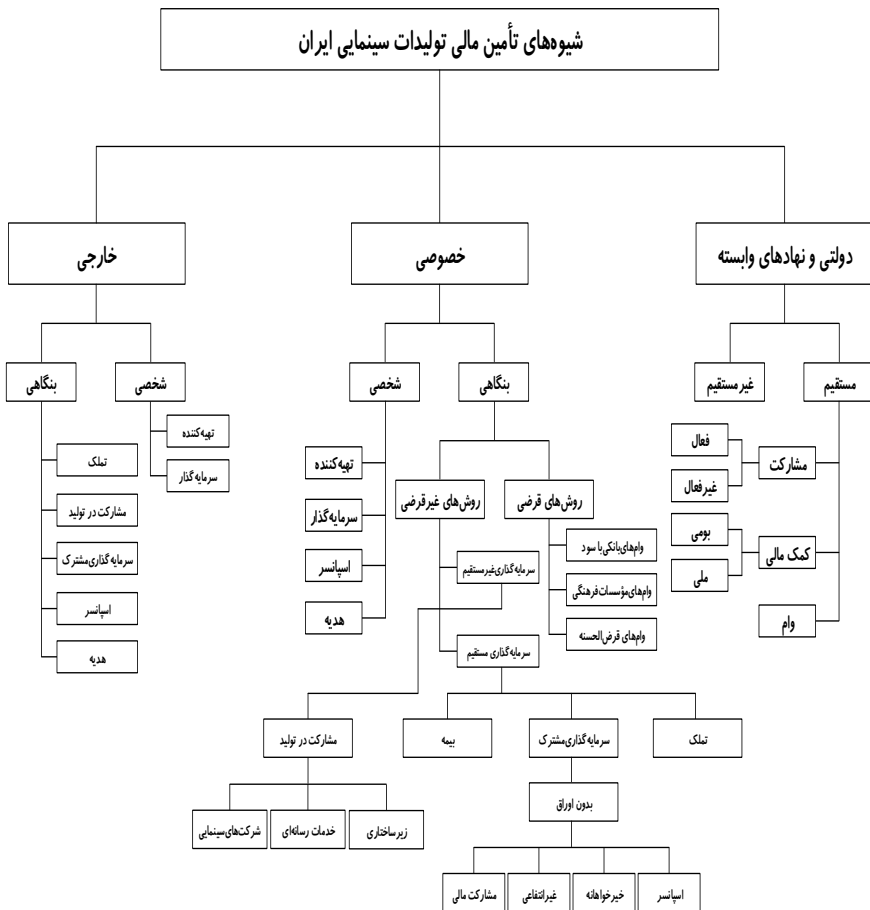 شیوه‌های تأمین مالی تولیدات سینمایی ایران
دولتی و نهادهای وابسته
خصوصی
خارجی
مستقیم
غیر مستقیم
بنگاهی
شخصی
شخصی
بنگاهی
مشارکت
فعال
غیرفعال
کمک مالی
بومی
ملی
وام
روش‌های قرضی
روش‌های غیرقرضی
وام‌های بانکی با سود
وام‌های مؤسسات فرهنگی
وام‌های قرض‌الحسنه
سرمایه گذاری غیر مستقیم
سرمایه گذاری مستقیم
تهیه‌کننده
سرمایه‌گذار
اسپانسر
هدیه
تهیه‌کننده
سرمایه گذار
تملک
مشارکت در تولید
سرمایه گذاری مشترک
اسپانسر
هدیه
تملک
سرمایه گذاری مشترک
بیمه
مشارکت در تولید
بدون اوراق
زیرساختاری
خدمات رسانه‌ای
شرکت‌های سینمایی
اسپانسر
خیرخواهانه
غیرانتفاعی
مشارکت مالی